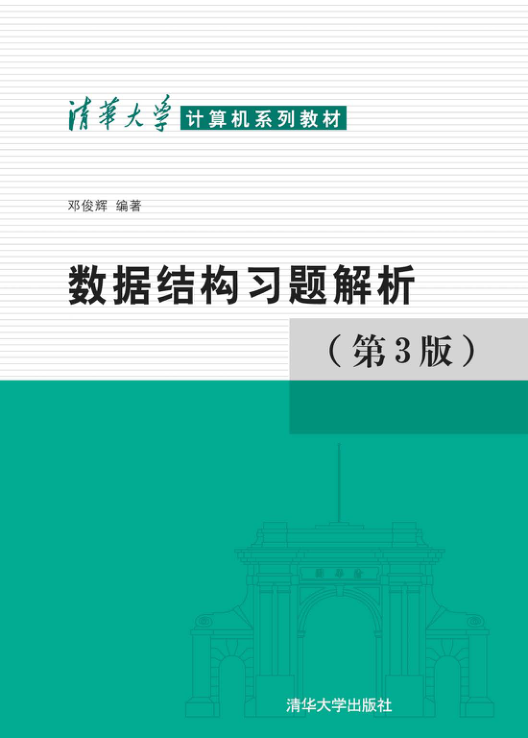 清华大学 计算机系列教材
邓俊辉 编著
数据结构习题解析
（第3版）
清华大学出版社